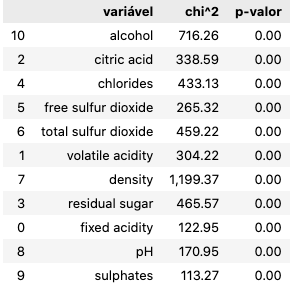 variável chi^2 p-valor
10 alcohol 716.26 0.00
2 citric acid 338.59 0.00
4 chlorides 433.13 0.00
5 free sulfur dioxide 265.32 0.00
6 total sulfur dioxide 459.22 0.00
1 volatile acidity 304.22 0.00
7 density 1,199.37 0.00
3 residual sugar 465.57 0.00
0 fixed acidity 122.95 0.00
8 pH 170.95 0.00
9 sulphates 113.27 0.00